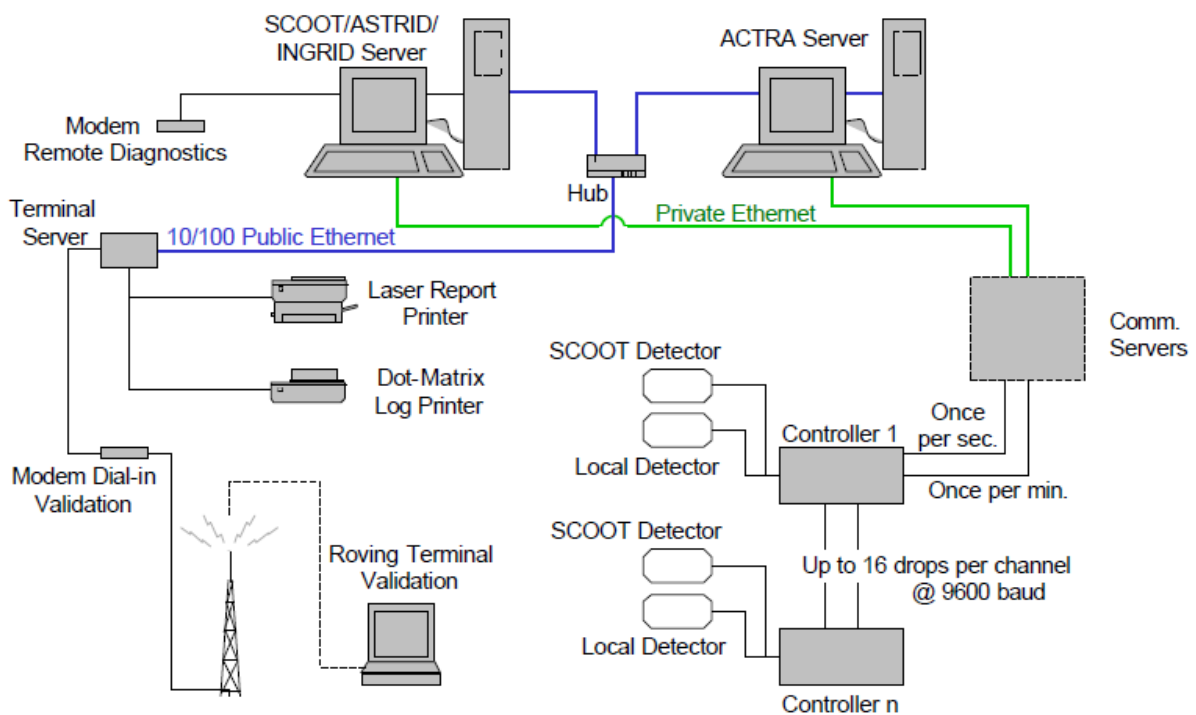 SCOOT/ASTRID/
INGRID Server
ACTRA Server
Modem
Remote Diagnostics
Hub
Terminal
Server
Private Ethernet
10/100 Public Ethernet
Laser Report
Printer
Comm.
Servers
SCOOT Detector
Dot-Matrix
Log Printer
Once
per sec.
Controller 1
Local Detector
Modem Dial-in
Validation
Once per min.
SCOOT Detector
Roving Terminal
Validation
Up to 16 drops per channel
@ 9600 baud
Local Detector
Controller n